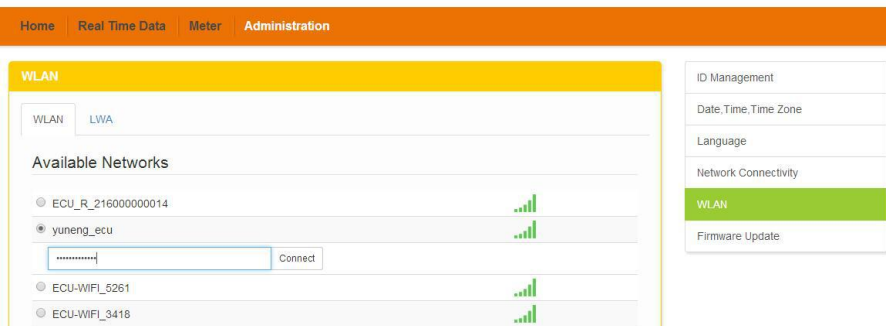 Home Real Time Data Meter Administration
WLAN
WLAN LWA
Available Networks
ECU_R_216000000014
yuneng_ecu
Connect
ECU-WIFI_5261
ECU-WIFI_3418
ID Management
Date,Time,Time Zone
Language
Network Connectivity
WLAN
Firmware Update